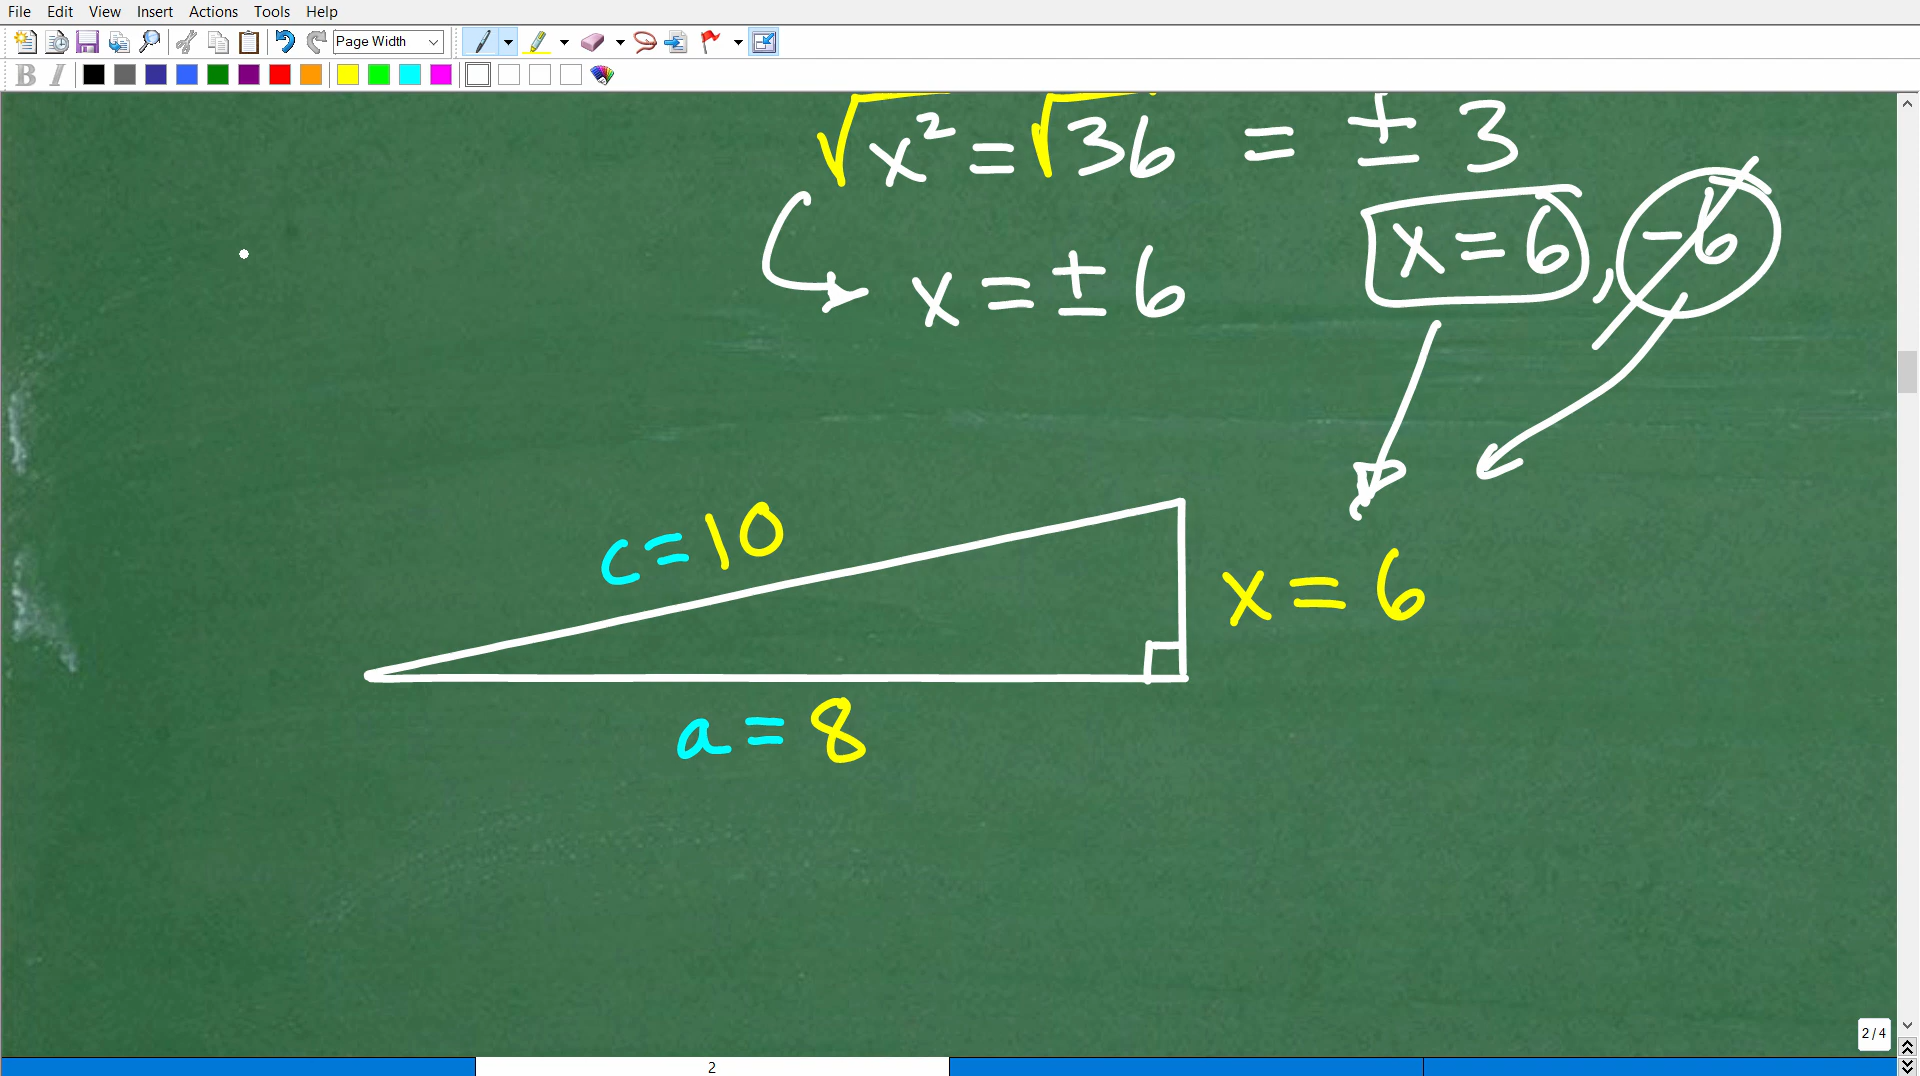 File Edit View Insert Actions Tools Help
Page Width
B I
√x² = √36 = ± 3
x = ± 6
x = 6, -6
c = 10
x = 6
a = 8
2 / 4
2